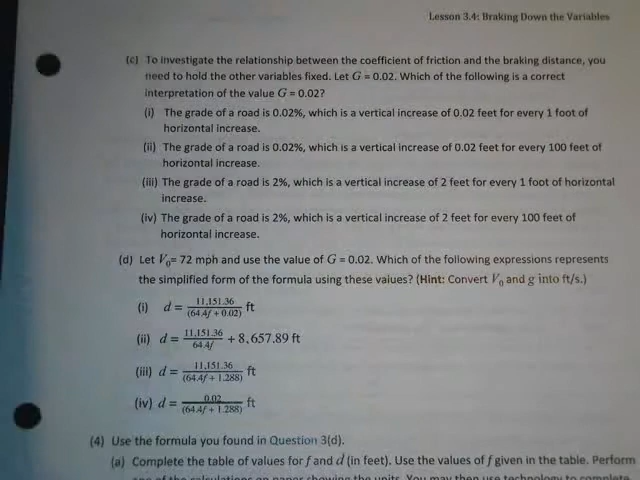 Lesson 3.4: Braking Down the Variables
(c) To investigate the relationship between the coefficient of friction and the braking distance, you
need to hold the other variables fixed. Let G = 0.02. Which of the following is a correct
interpretation of the value G = 0.02?
(i) The grade of a road is 0.02%, which is a vertical increase of 0.02 feet for every 1 foot of
horizontal increase.
(ii) The grade of a road is 0.02%, which is a vertical increase of 0.02 feet for every 100 feet of
horizontal increase.
(iii) The grade of a road is 2%, which is a vertical increase of 2 feet for every 1 foot of horizontal
increase.
(iv) The grade of a road is 2%, which is a vertical increase of 2 feet for every 100 feet of
horizontal increase.
(d) Let V₀= 72 mph and use the value of G = 0.02. Which of the following expressions represents
the simplified form of the formula using these values? (Hint: Convert V₀ and g into ft/s.)
(i) d = 11,151.36/(64.4f + 0.02) ft
(ii) d = 11,151.36/64.4f + 8,657.89 ft
(iii) d = 11,151.36/(64.4f + 1.288) ft
(iv) d = 0.02/(64.4f + 1.288) ft
(4) Use the formula you found in Question 3(d).
(a) Complete the table of values for f and d (in feet). Use the values of f given in the table. Perform